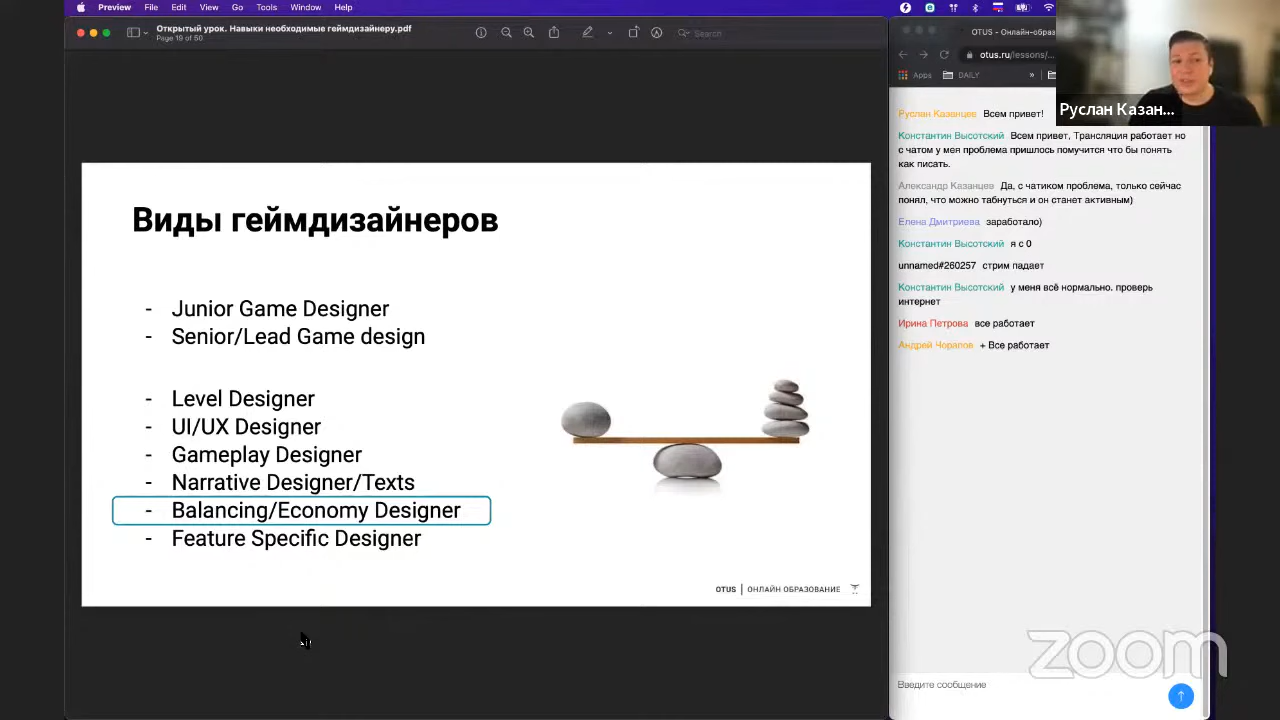 Preview File Edit View Go Tools Window Help
Открытый урок. Навыки необходимые геймдизайнеру.pdf
Page 19 of 50
Search
Виды геймдизайнеров
- Junior Game Designer
- Senior/Lead Game design
- Level Designer
- UI/UX Designer
- Gameplay Designer
- Narrative Designer/Texts
- Balancing/Economy Designer
- Feature Specific Designer
OTUS | ОНЛАЙН ОБРАЗОВАНИЕ
OTUS - Онлайн-образ
otus.ru/lessons/...
Apps DAILY »
Руслан Казан...
Руслан Казанцев Всем привет!
Константин Высотский Всем привет, Трансляция работает но
с чатом у мея проблема пришлось помучится что бы понять
как писать.
Александр Казанцев Да, с чатиком проблема, только сейчас
понял, что можно табнуться и он станет активным)
Елена Дмитриева заработало)
Константин Высотский я с 0
unnamed#260257 стрим падает
Константин Высотский у меня всё нормально. проверь
интернет
Ирина Петрова все работает
Андрей Чорапов + Все работает
Введите сообщение
zoom